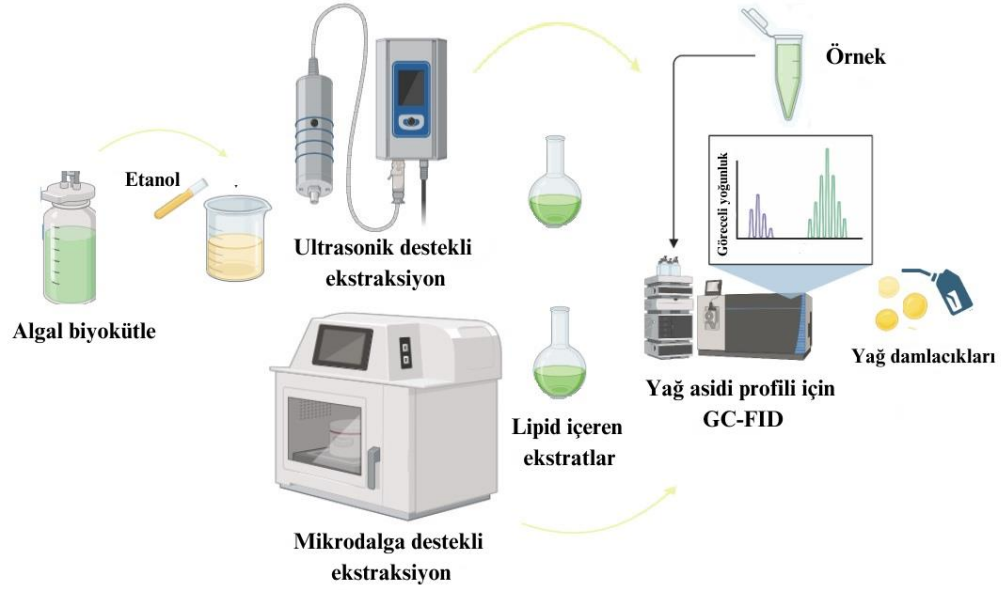 Algal biyokütle
Etanol
Ultrasonik destekli
ekstraksiyon
Mikrodalga destekli
ekstraksiyon
Lipid içeren
ekstratlar
Örnek
Göreceli yoğunluk
Yağ asidi profili için
GC-FID
Yağ damlacıkları